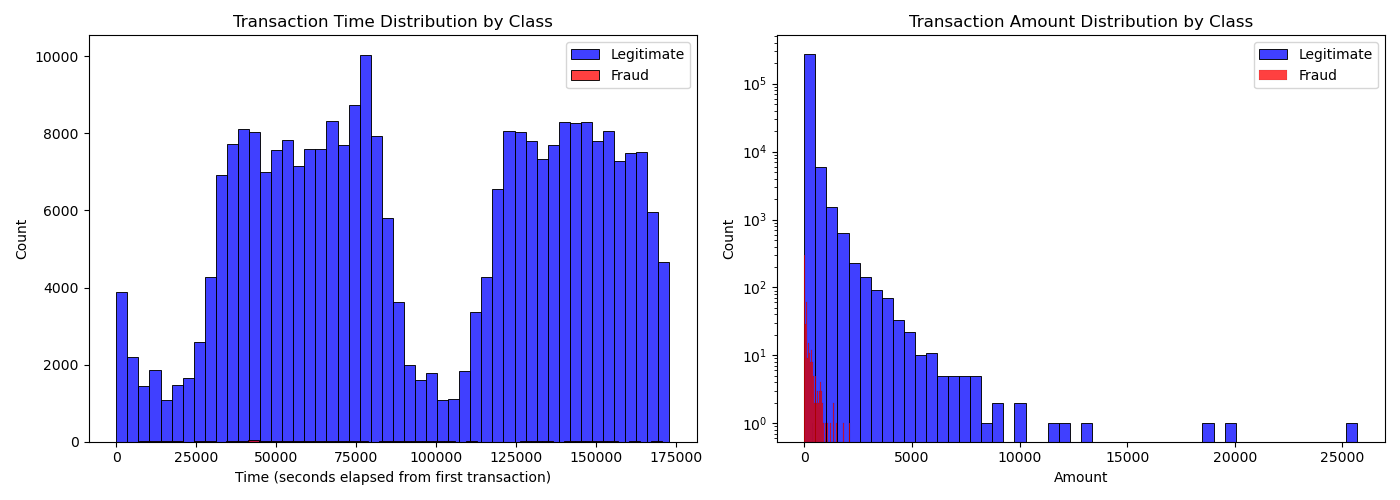 Transaction Time Distribution by Class
Legitimate
Fraud
10000
8000
6000
4000
2000
0
Count
0 25000 50000 75000 100000 125000 150000 175000
Time (seconds elapsed from first transaction)
Transaction Amount Distribution by Class
Legitimate
Fraud
10⁵
10⁴
10³
10²
10¹
10⁰
Count
0 5000 10000 15000 20000 25000
Amount